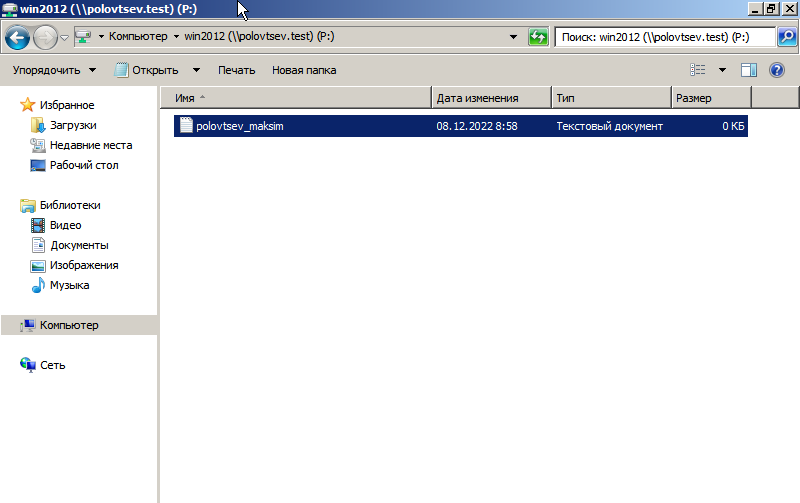 win2012 (\\polovtsev.test) (P:)
Компьютер win2012 (\\polovtsev.test) (P:) Поиск: win2012 (\\polovtsev.test) (P:)
Упорядочить Открыть Печать Новая папка
Избранное
Загрузки
Недавние места
Рабочий стол
Библиотеки
Видео
Документы
Изображения
Музыка
Компьютер
Сеть
Имя Дата изменения Тип Размер
polovtsev_maksim 08.12.2022 8:58 Текстовый документ 0 КБ